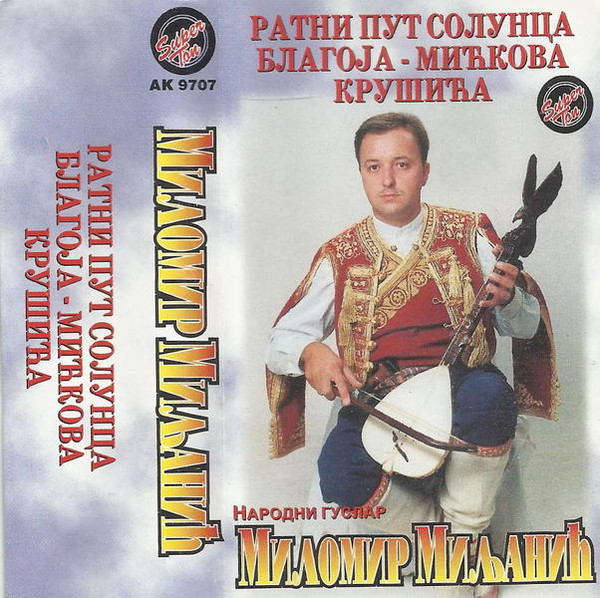 Super
Ton
AK 9707
РАТНИ ПУТ СОЛУНЦА
БЛАГОЈА - МИЋКОВА
КРУШИЋА
МИЛОМИР МИЉАНИЋ
РАТНИ ПУТ СОЛУНЦА
БЛАГОЈА - МИЋКОВА
КРУШИЋА
Super
Ton
НАРОДНИ ГУСЛАР
МИЛОМИР МИЉАНИЋ